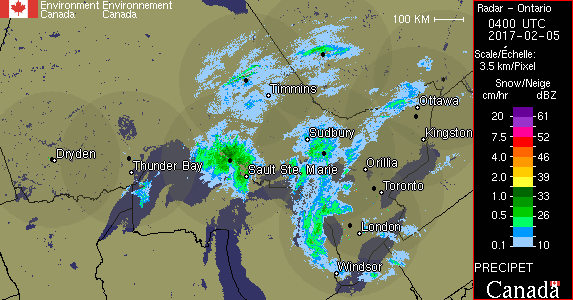 Environment Environnement
Canada Canada
100 KM
Timmins
Ottawa
Sudbury
Kingston
Dryden
Thunder Bay
Sault Ste. Marie
Orillia
Toronto
London
Windsor
Radar - Ontario
0400 UTC
2017-02-05
Scale/Échelle:
3.5 km/Pixel
Snow/Neige
cm/hr dBZ
20 61
7.5 52
4.0 46
2.0 39
1.0 33
0.5 26
0.1 10
PRECIPET
Canada